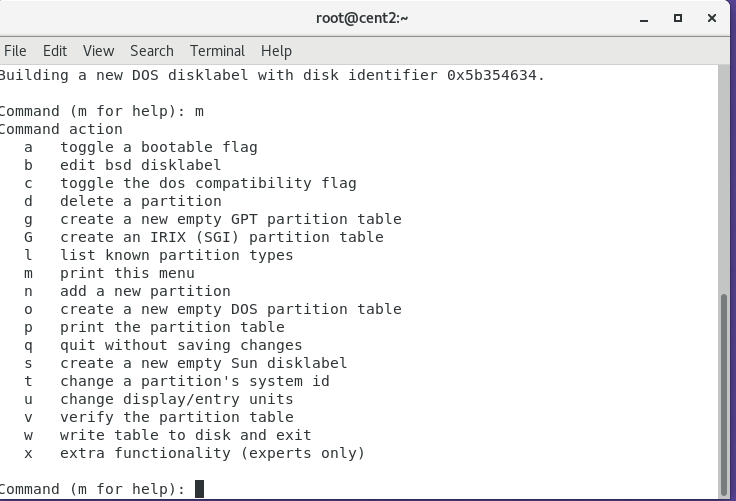 root@cent2:~
File Edit View Search Terminal Help
Building a new DOS disklabel with disk identifier 0x5b354634.
Command (m for help): m
Command action
a toggle a bootable flag
b edit bsd disklabel
c toggle the dos compatibility flag
d delete a partition
g create a new empty GPT partition table
G create an IRIX (SGI) partition table
l list known partition types
m print this menu
n add a new partition
o create a new empty DOS partition table
p print the partition table
q quit without saving changes
s create a new empty Sun disklabel
t change a partition's system id
u change display/entry units
v verify the partition table
w write table to disk and exit
x extra functionality (experts only)
Command (m for help):